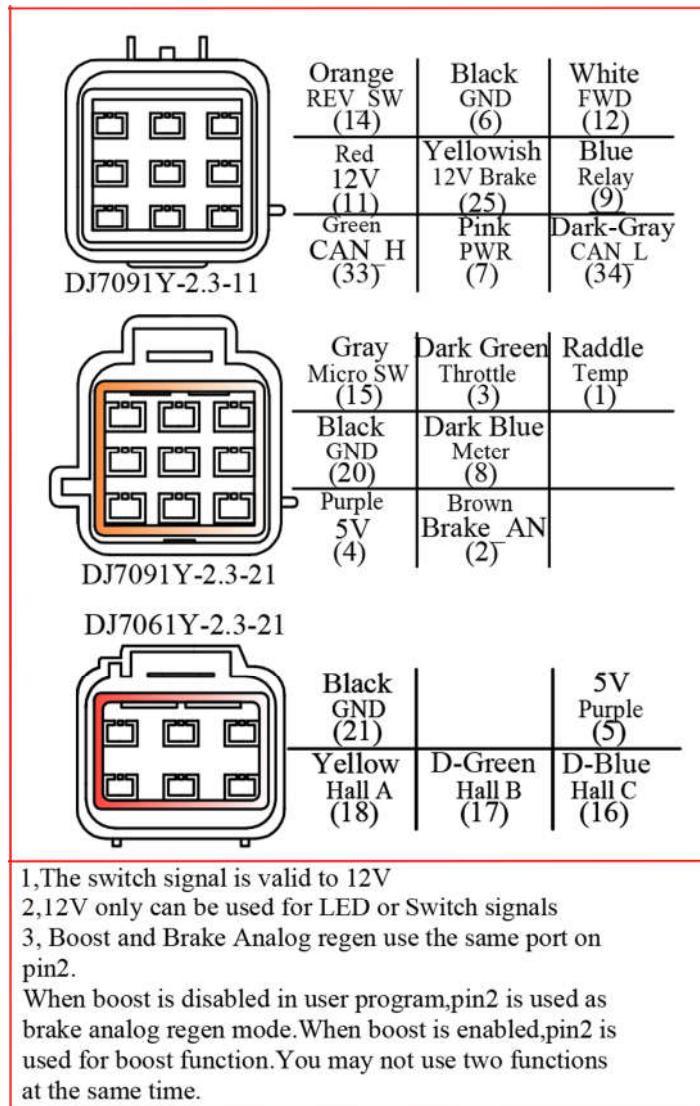 Orange Black White
REV_SW GND FWD
(14) (6) (12)
Red Yellowish Blue
12V 12V Brake Relay
(11) (25) (9)
Green Pink Dark-Gray
CAN_H PWR CAN_L
(33) (7) (34)
DJ7091Y-2.3-11
Gray Dark Green Raddle
Micro SW Throttle Temp
(15) (3) (1)
Black Dark Blue
GND Meter
(20) (8)
Purple Brown
5V Brake_AN
(4) (2)
DJ7091Y-2.3-21
DJ7061Y-2.3-21
Black 5V
GND Purple
(21) (5)
Yellow D-Green D-Blue
Hall A Hall B Hall C
(18) (17) (16)
1,The switch signal is valid to 12V
2,12V only can be used for LED or Switch signals
3, Boost and Brake Analog regen use the same port on
pin2.
When boost is disabled in user program,pin2 is used as
brake analog regen mode.When boost is enabled,pin2 is
used for boost function.You may not use two functions
at the same time.